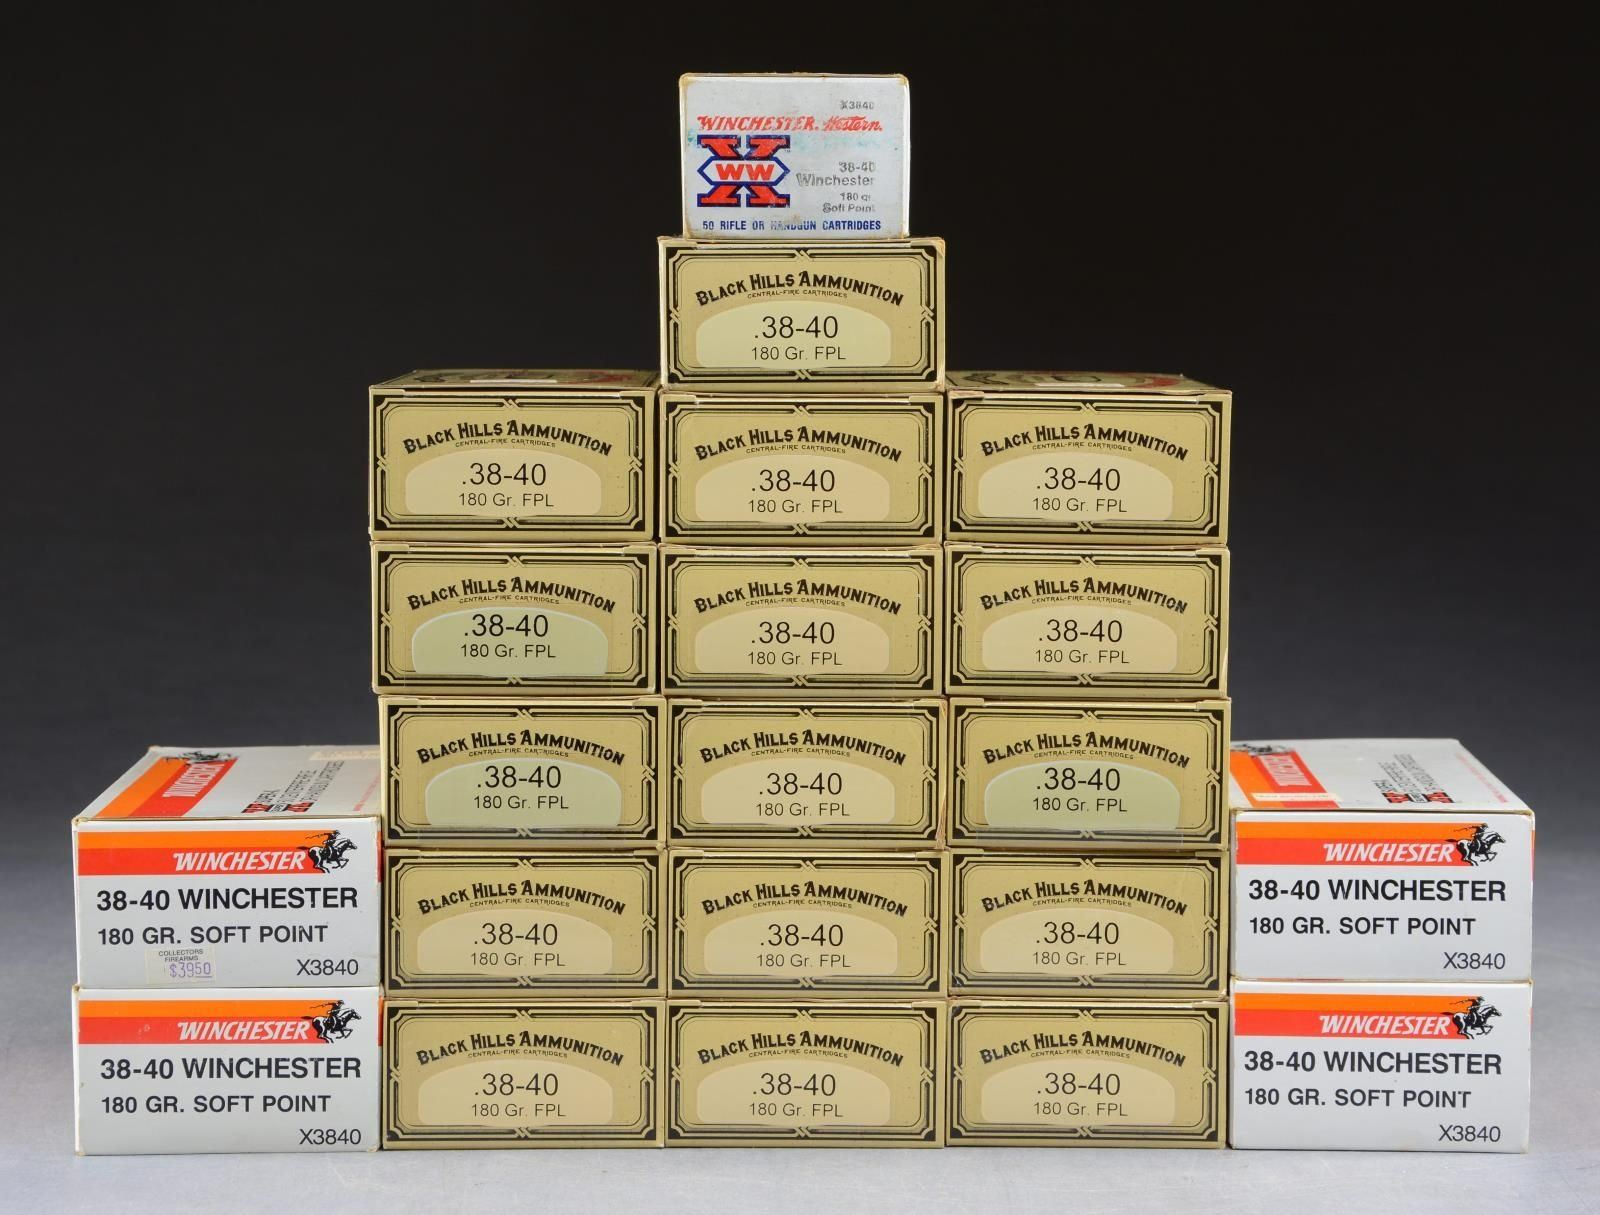 X3840
WINCHESTER. Western.
WW
38-40
Winchester
180 gr.
Soft Point
50 RIFLE OR HANDGUN CARTRIDGES
BLACK HILLS AMMUNITION
CENTRAL-FIRE CARTRIDGES
.38-40
180 Gr. FPL
BLACK HILLS AMMUNITION
CENTRAL-FIRE CARTRIDGES
.38-40
180 Gr. FPL
BLACK HILLS AMMUNITION
CENTRAL-FIRE CARTRIDGES
.38-40
180 Gr. FPL
BLACK HILLS AMMUNITION
CENTRAL-FIRE CARTRIDGES
.38-40
180 Gr. FPL
BLACK HILLS AMMUNITION
CENTRAL-FIRE CARTRIDGES
.38-40
180 Gr. FPL
BLACK HILLS AMMUNITION
CENTRAL-FIRE CARTRIDGES
.38-40
180 Gr. FPL
BLACK HILLS AMMUNITION
CENTRAL-FIRE CARTRIDGES
.38-40
180 Gr. FPL
BLACK HILLS AMMUNITION
CENTRAL-FIRE CARTRIDGES
.38-40
180 Gr. FPL
BLACK HILLS AMMUNITION
CENTRAL-FIRE CARTRIDGES
.38-40
180 Gr. FPL
BLACK HILLS AMMUNITION
CENTRAL-FIRE CARTRIDGES
.38-40
180 Gr. FPL
WINCHESTER
WINCHESTER
38-40 WINCHESTER
180 GR. SOFT POINT
COLLECTORS
FIREARMS
$3950
X3840
BLACK HILLS AMMUNITION
CENTRAL-FIRE CARTRIDGES
.38-40
180 Gr. FPL
BLACK HILLS AMMUNITION
CENTRAL-FIRE CARTRIDGES
.38-40
180 Gr. FPL
BLACK HILLS AMMUNITION
CENTRAL-FIRE CARTRIDGES
.38-40
180 Gr. FPL
WINCHESTER
38-40 WINCHESTER
180 GR. SOFT POINT
X3840
WINCHESTER
38-40 WINCHESTER
180 GR. SOFT POINT
X3840
BLACK HILLS AMMUNITION
CENTRAL-FIRE CARTRIDGES
.38-40
180 Gr. FPL
BLACK HILLS AMMUNITION
CENTRAL-FIRE CARTRIDGES
.38-40
180 Gr. FPL
BLACK HILLS AMMUNITION
CENTRAL-FIRE CARTRIDGES
.38-40
180 Gr. FPL
WINCHESTER
38-40 WINCHESTER
180 GR. SOFT POINT
X3840